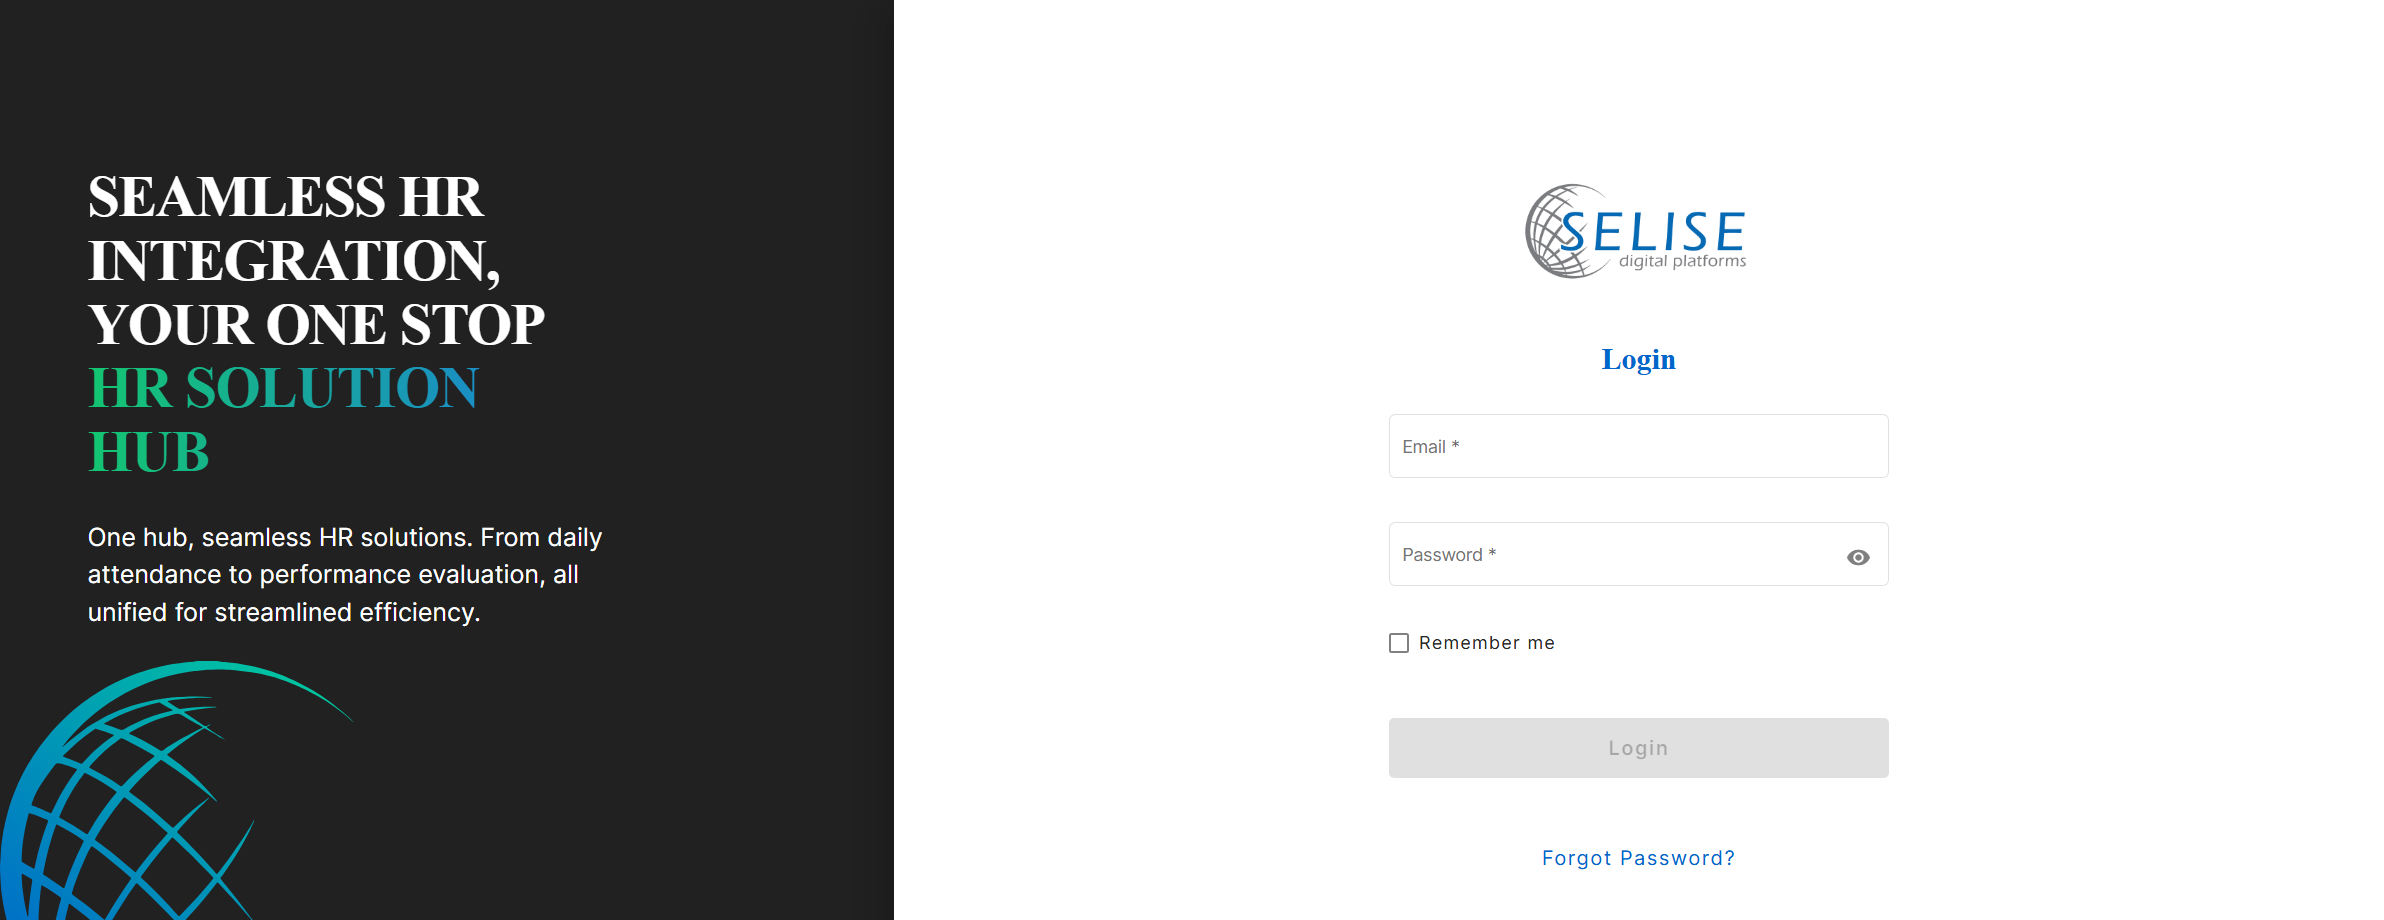 SEAMLESS HR
INTEGRATION,
YOUR ONE STOP
HR SOLUTION
HUB
One hub, seamless HR solutions. From daily
attendance to performance evaluation, all
unified for streamlined efficiency.
SELISE
digital platforms
Login
Email *
Password *
Remember me
Login
Forgot Password?